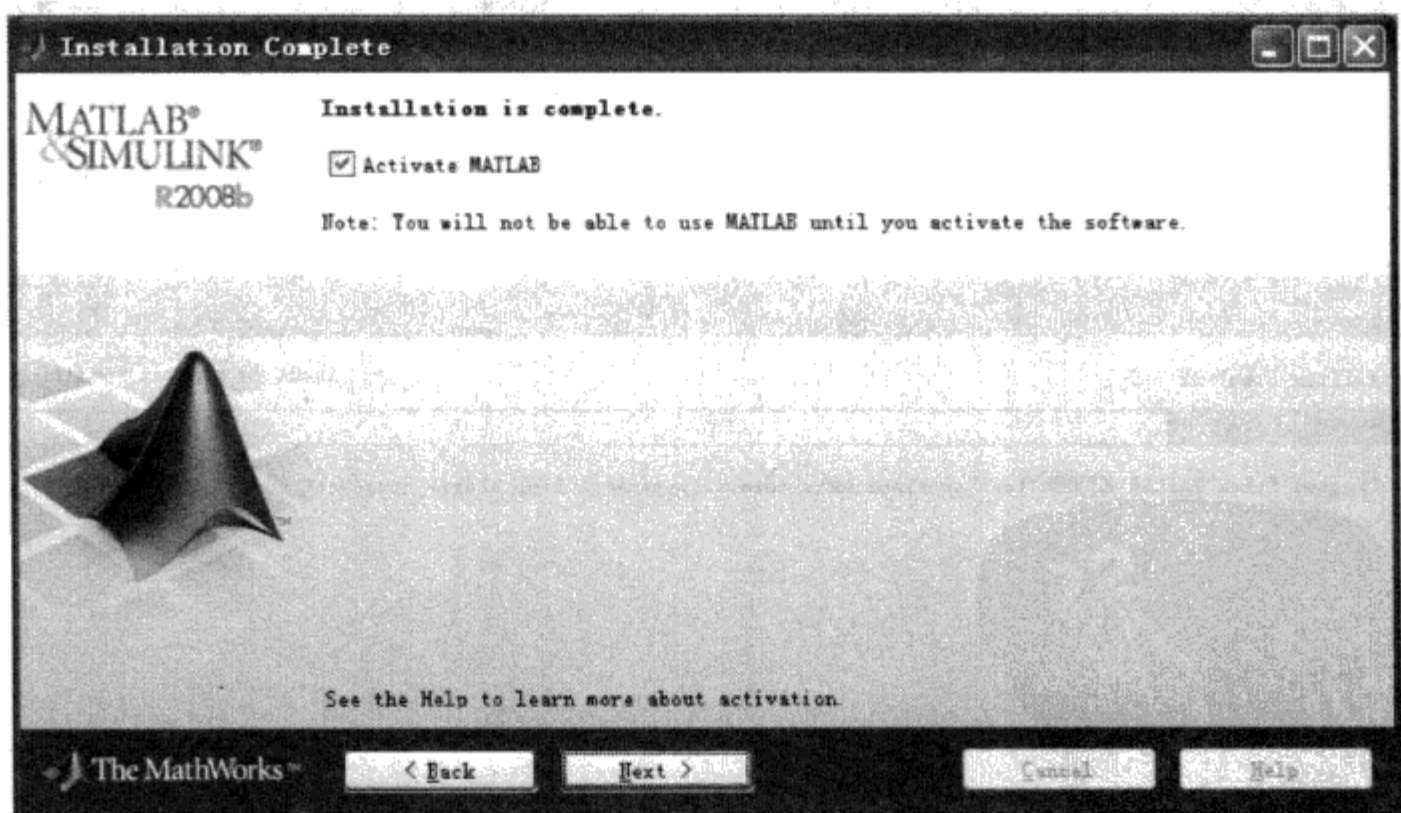 Installation Complete
MATLAB®
&SIMULINK®
R2008b
Installation is complete.
Activate MATLAB
Note: You will not be able to use MATLAB until you activate the software.
See the Help to learn more about activation.
The MathWorks™
< Back
Next >
Cancel
Help